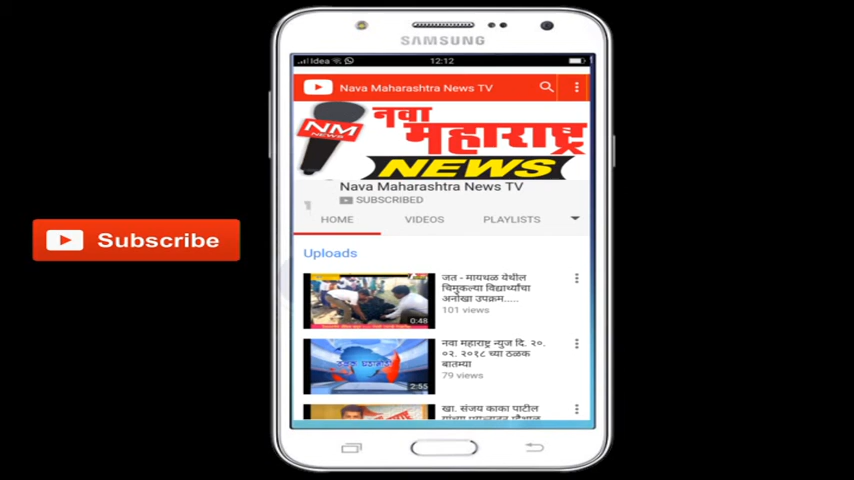 SAMSUNG
Idea
12:12
Nava Maharashtra News TV
NM
NEWS
नवा
महाराष्ट्र
NEWS
Nava Maharashtra News TV
SUBSCRIBED
HOME
VIDEOS
PLAYLISTS
Subscribe
Uploads
जत - मायथळ येथील
चिमुकल्या विद्यार्थ्यांचा
अनोखा उपक्रम.....
101 views
0:48
नवा महाराष्ट्र न्युज दि. २०.
०२. २०१८ च्या ठळक
बातम्या
79 views
2:55
खा. संजय काका पाटील